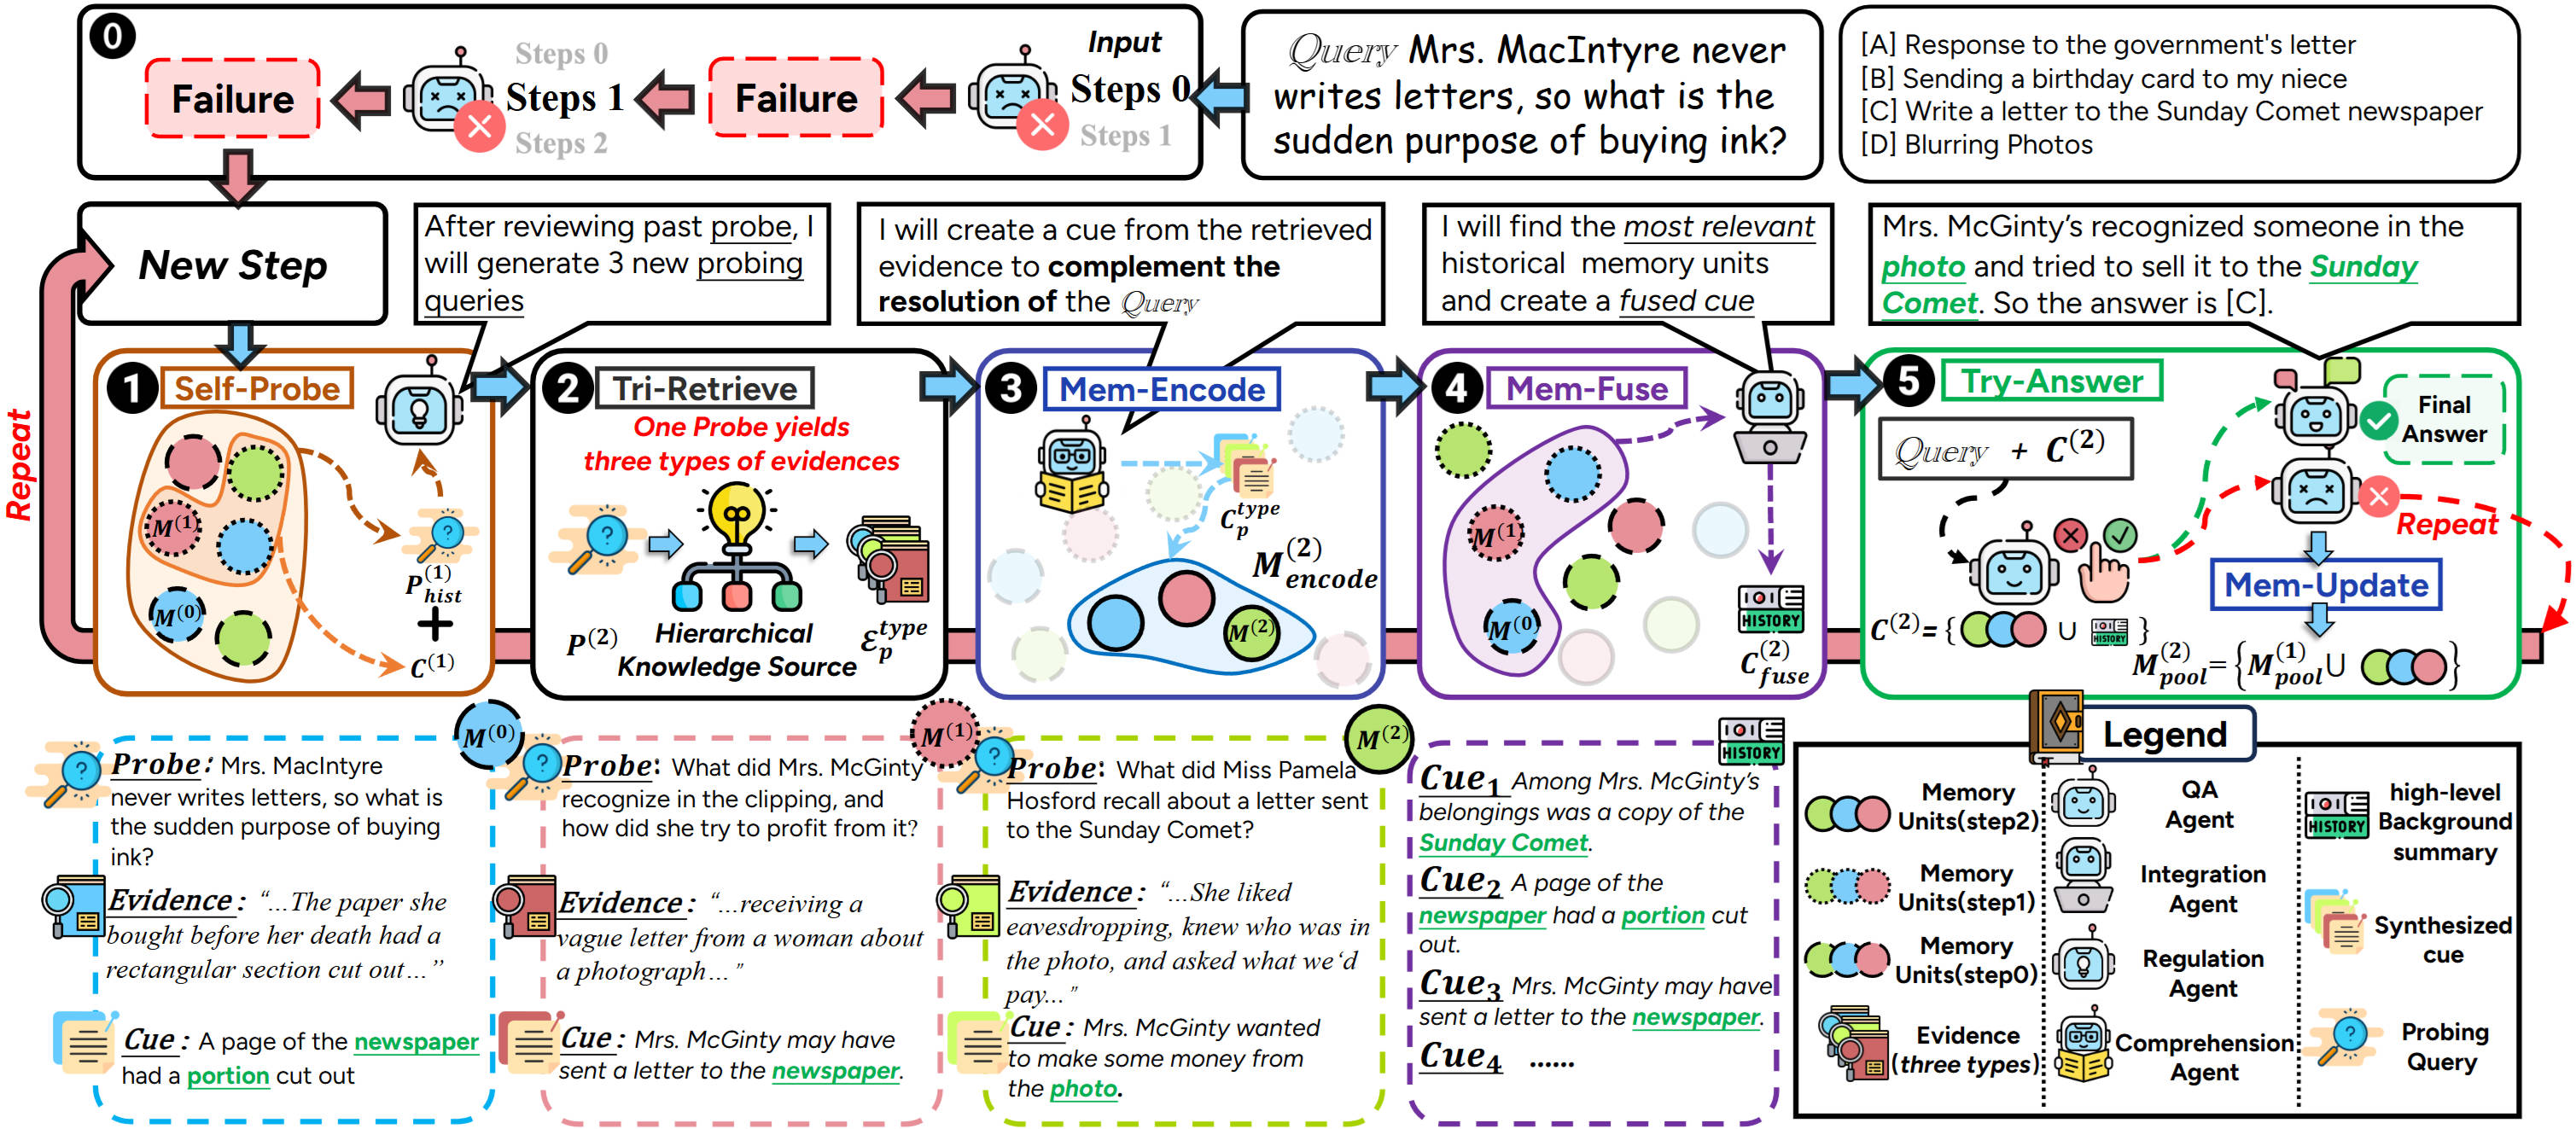 0
Failure
Steps 0
Steps 1
Steps 2
Failure
Input
Steps 0
Steps 1
Query Mrs. MacIntyre never
writes letters, so what is the
sudden purpose of buying ink?
[A] Response to the government's letter
[B] Sending a birthday card to my niece
[C] Write a letter to the Sunday Comet newspaper
[D] Blurring Photos
New Step
Repeat
After reviewing past probe, I
will generate 3 new probing
queries
I will create a cue from the retrieved
evidence to complement the
resolution of the Query
I will find the most relevant
historical memory units
and create a fused cue
Mrs. McGinty's recognized someone in the
photo and tried to sell it to the Sunday
Comet. So the answer is [C].
1 Self-Probe
M(1)
M(0)
P(1)hist
+
C(1)
2 Tri-Retrieve
One Probe yields
three types of evidences
P(2)
Hierarchical
Knowledge Source
εptype
3 Mem-Encode
Cptype
M(2)encode
M(2)
4 Mem-Fuse
M(1)
M(0)
HISTORY
C(2)fuse
5 Try-Answer
Query + C(2)
Final
Answer
Repeat
Mem-Update
C(2)= { ∪ HISTORY }
M(2)pool= {M(1)pool ∪ }
M(0)
Probe: Mrs. MacIntyre
never writes letters, so what is
the sudden purpose of buying
ink?
Evidence: “...The paper she
bought before her death had a
rectangular section cut out...”
Cue: A page of the newspaper
had a portion cut out
M(1)
Probe: What did Mrs. McGinty
recognize in the clipping, and
how did she try to profit from it?
Evidence: “...receiving a
vague letter from a woman about
a photograph...”
Cue: Mrs. McGinty may have
sent a letter to the newspaper.
M(2)
Probe: What did Miss Pamela
Hosford recall about a letter sent
to the Sunday Comet?
Evidence: “...She liked
eavesdropping, knew who was in
the photo, and asked what we‘d
pay...”
Cue: Mrs. McGinty wanted
to make some money from
the photo.
HISTORY
Cue1 Among Mrs. McGinty's
belongings was a copy of the
Sunday Comet.
Cue2 A page of the
newspaper had a portion cut
out.
Cue3 Mrs. McGinty may have
sent a letter to the newspaper.
Cue4 ......
Legend
Memory
Units(step2)
Memory
Units(step1)
Memory
Units(step0)
Evidence
(three types)
QA
Agent
Integration
Agent
Regulation
Agent
Comprehension
Agent
HISTORY
high-level
Background
summary
Synthesized
cue
Probing
Query